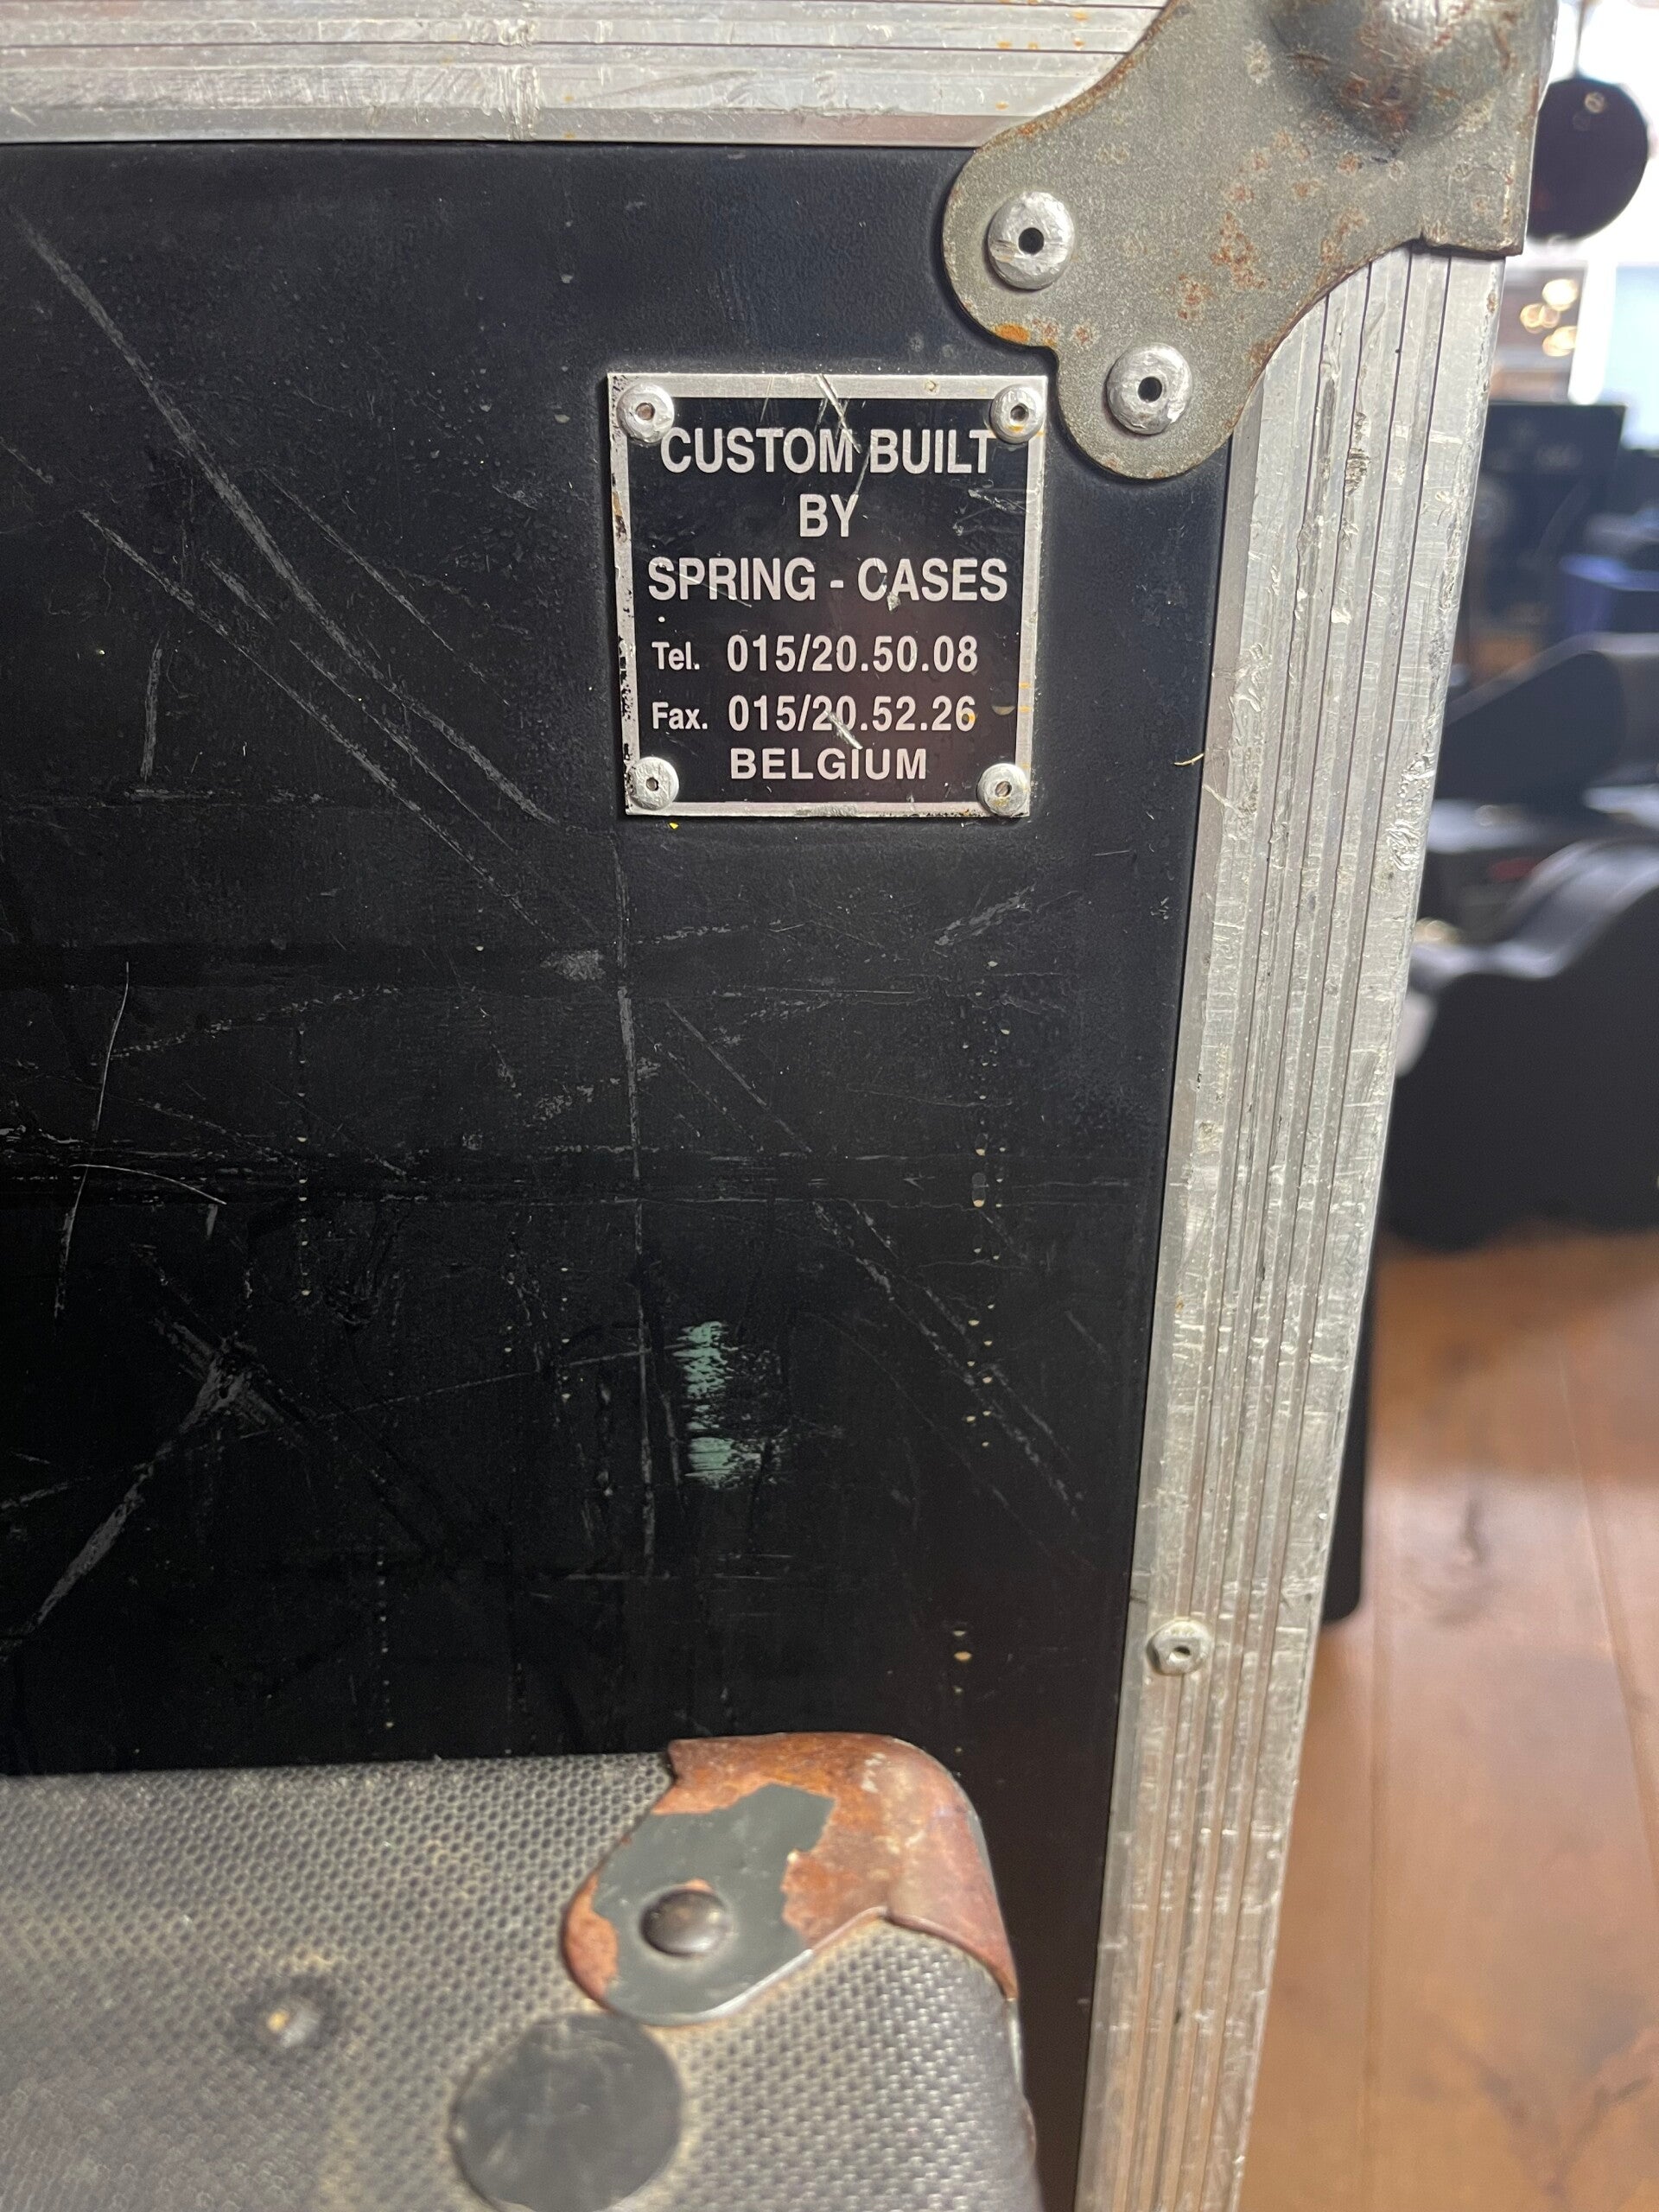 CUSTOM BUILT
BY
SPRING - CASES
Tel. 015/20.50.08
Fax. 015/20.52.26
BELGIUM